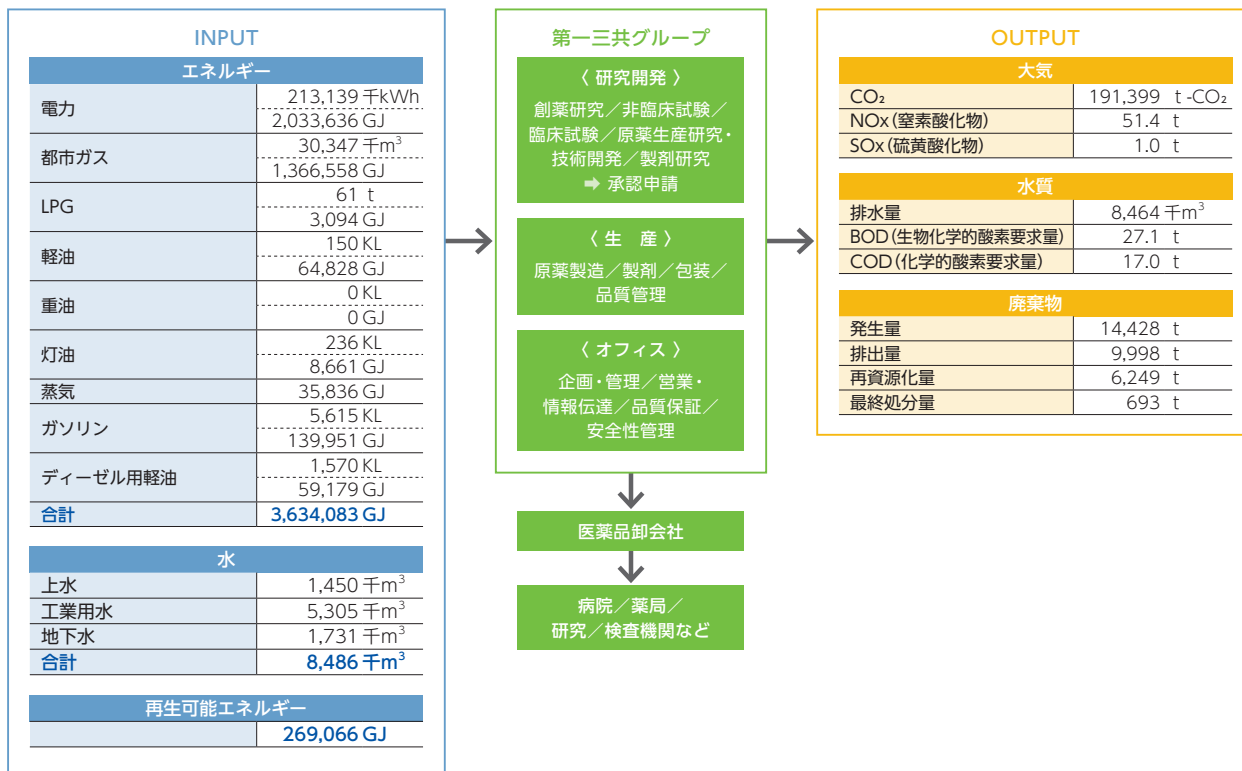 INPUT
エネルギー
電力
213,139 千kWh
2,033,636 GJ
都市ガス
30,347 千m³
1,366,558 GJ
LPG
61 t
3,094 GJ
軽油
150 KL
64,828 GJ
重油
0 KL
0 GJ
灯油
236 KL
8,661 GJ
蒸気
35,836 GJ
ガソリン
5,615 KL
139,951 GJ
ディーゼル用軽油
1,570 KL
59,179 GJ
合計
3,634,083 GJ
水
上水
1,450 千m³
工業用水
5,305 千m³
地下水
1,731 千m³
合計
8,486 千m³
再生可能エネルギー
269,066 GJ
第一三共グループ
〈 研究開発 〉
創薬研究／非臨床試験／
臨床試験／原薬生産研究・
技術開発／製剤研究
➡ 承認申請
〈 生 産 〉
原薬製造／製剤／包装／
品質管理
〈 オフィス 〉
企画・管理／営業・
情報伝達／品質保証／
安全性管理
医薬品卸会社
病院／薬局／
研究／検査機関など
OUTPUT
大気
CO₂ 191,399 t -CO₂
NOx（窒素酸化物） 51.4 t
SOx（硫黄酸化物） 1.0 t
水質
排水量 8,464 千m³
BOD（生物化学的酸素要求量） 27.1 t
COD（化学的酸素要求量） 17.0 t
廃棄物
発生量 14,428 t
排出量 9,998 t
再資源化量 6,249 t
最終処分量 693 t